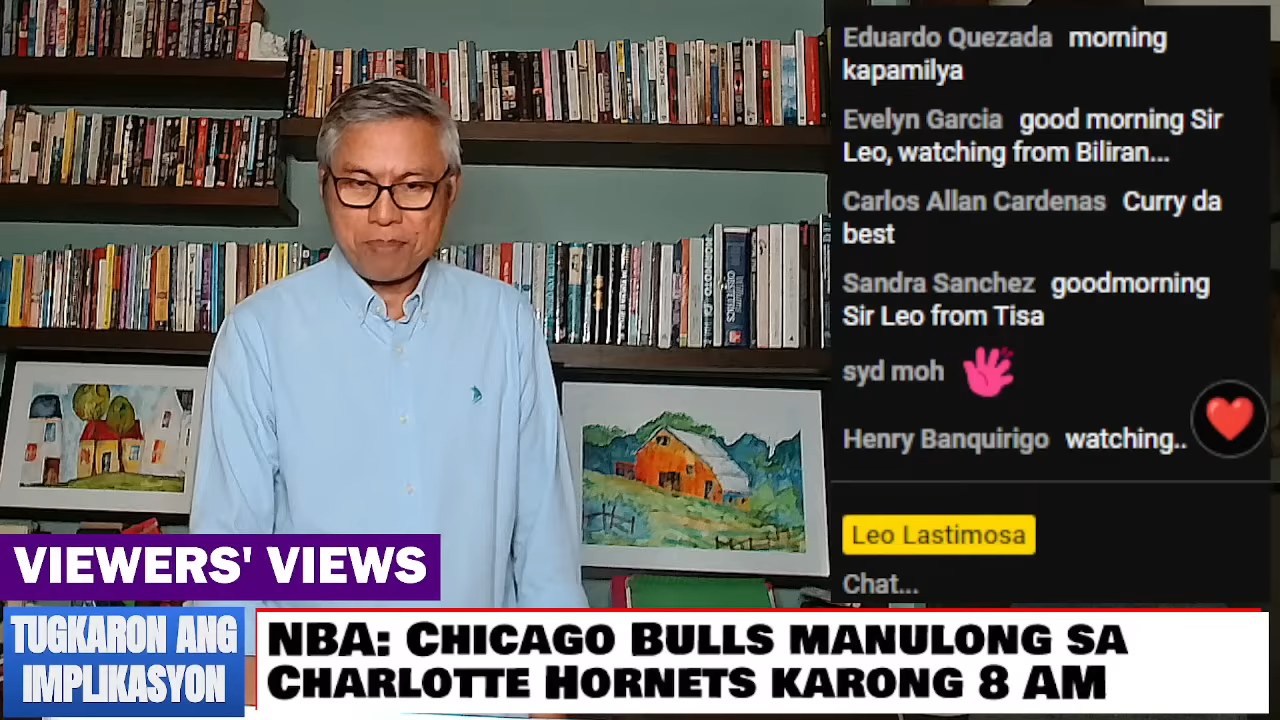 Eduardo Quezada morning
kapamilya
Evelyn Garcia good morning Sir
Leo, watching from Biliran...
Carlos Allan Cardenas Curry da
best
Sandra Sanchez goodmorning
Sir Leo from Tisa
syd moh
Henry Banquirigo watching..
Leo Lastimosa
Chat...
VIEWERS' VIEWS
TUGKARON ANG
IMPLIKASYON
NBA: CHICAGO BULLS MANULONG SA
CHARLOTTE HORNETS KARONG 8 AM